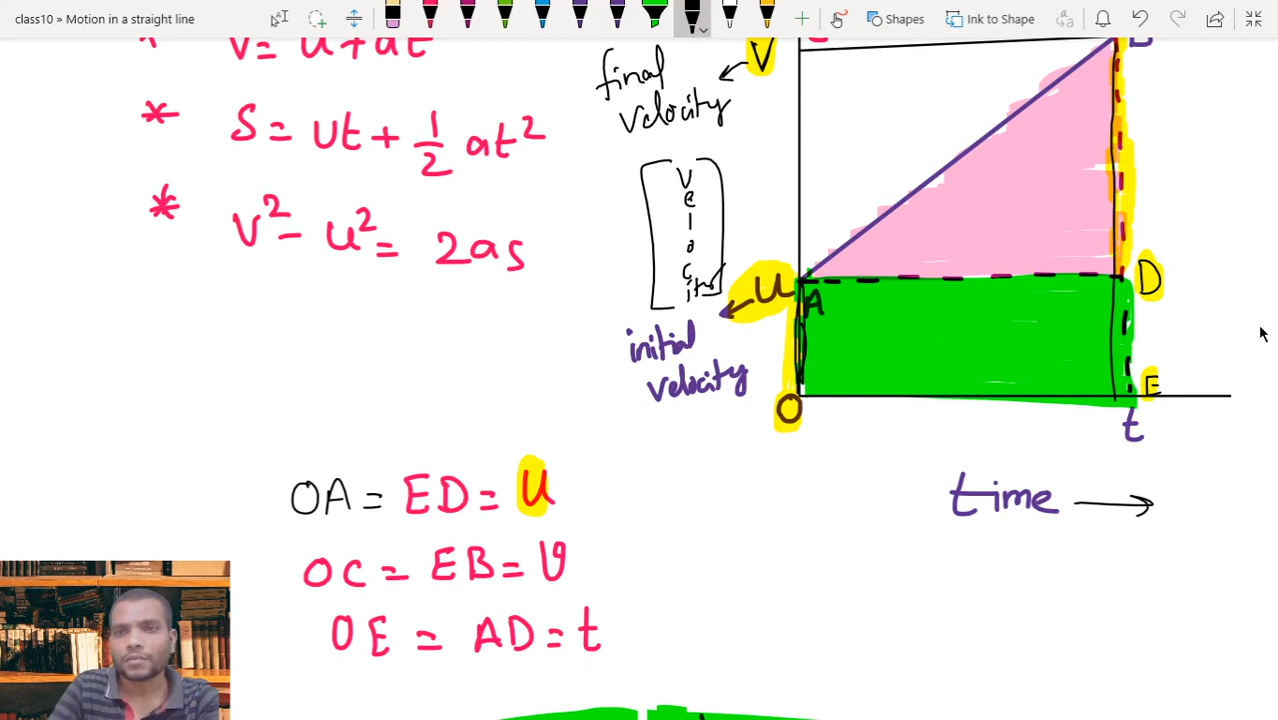 class10 » Motion in a straight line
Shapes
Ink to Shape
* V = u + at
* S = ut + 1/2 at²
* V² - u² = 2as
V
final
velocity
Velocity
U
A
D
initial
velocity
O
E
t
time →
OA = ED = U
OC = EB = V
OE = AD = t